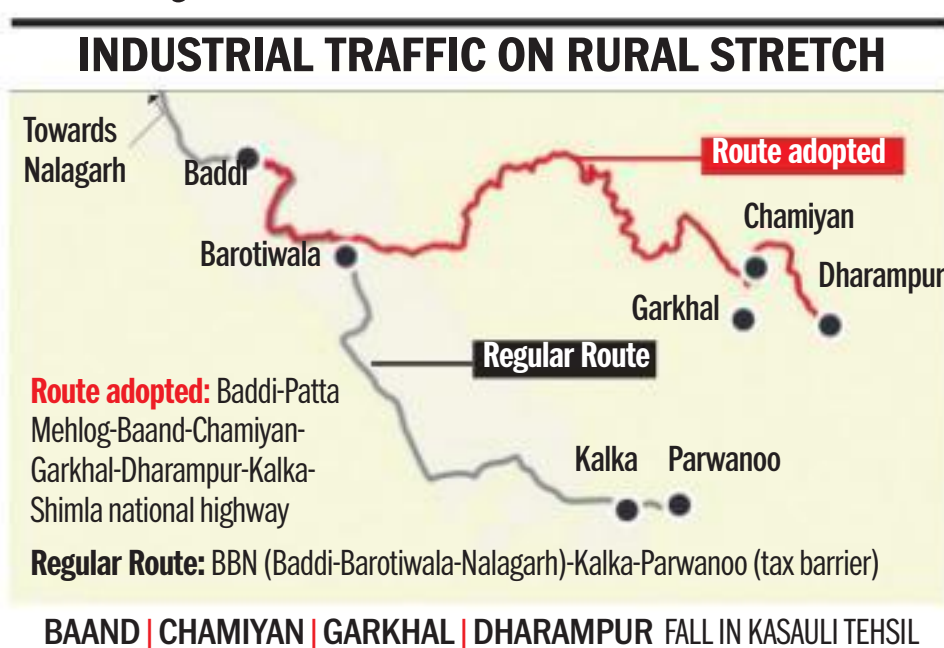 INDUSTRIAL TRAFFIC ON RURAL STRETCH
Towards
Nalagarh
Baddi
Route adopted
Chamiyan
Barotiwala
Dharampur
Garkhal
Regular Route
Route adopted: Baddi-Patta
Mehlog-Baand-Chamiyan-
Garkhal-Dharampur-Kalka-
Shimla national highway
Kalka
Parwanoo
Regular Route: BBN (Baddi-Barotiwala-Nalagarh)-Kalka-Parwanoo (tax barrier)
BAAND | CHAMIYAN | GARKHAL | DHARAMPUR FALL IN KASAULI TEHSIL